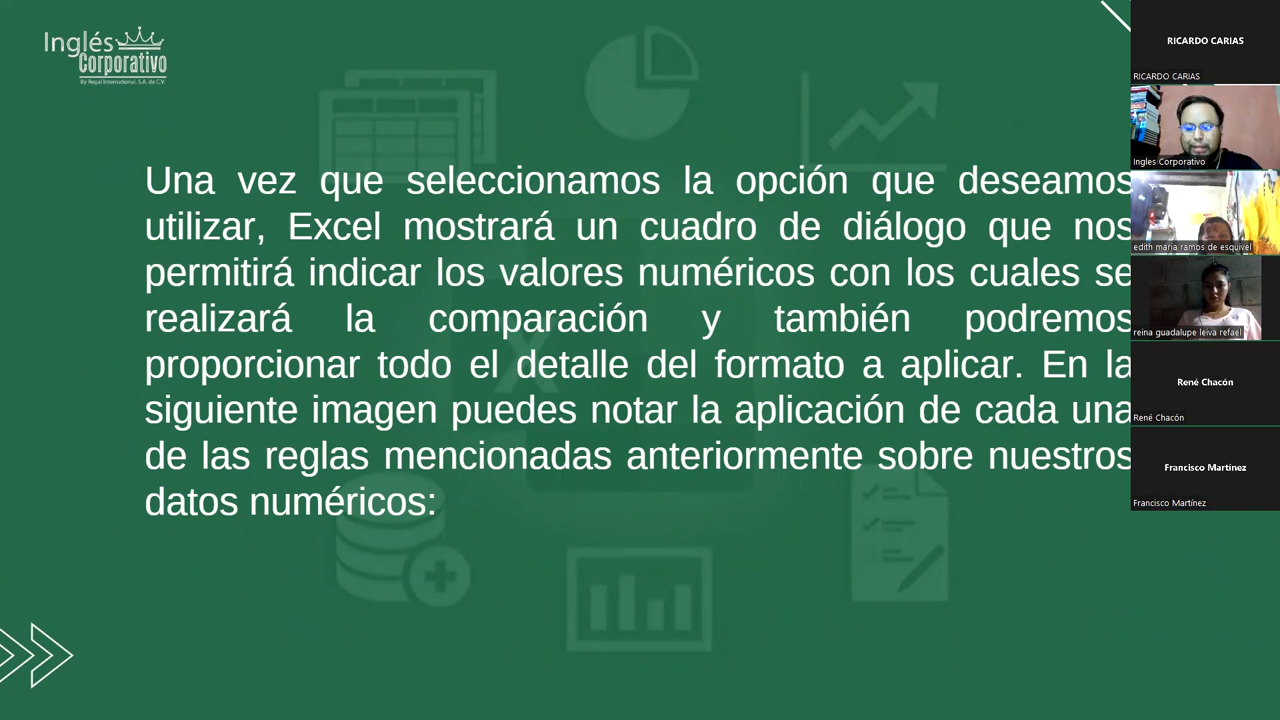 Inglés
Corporativo
By Regal International, S.A. de C.V.
Una vez que seleccionamos la opción que deseamos
utilizar, Excel mostrará un cuadro de diálogo que nos
permitirá indicar los valores numéricos con los cuales se
realizará la comparación y también podremos
proporcionar todo el detalle del formato a aplicar. En la
siguiente imagen puedes notar la aplicación de cada una
de las reglas mencionadas anteriormente sobre nuestros
datos numéricos:
RICARDO CARIAS
RICARDO CARIAS
Ingles Corporativo
edith maria ramos de esquivel
reina guadalupe leiva refael
René Chacón
René Chacón
Francisco Martínez
Francisco Martínez